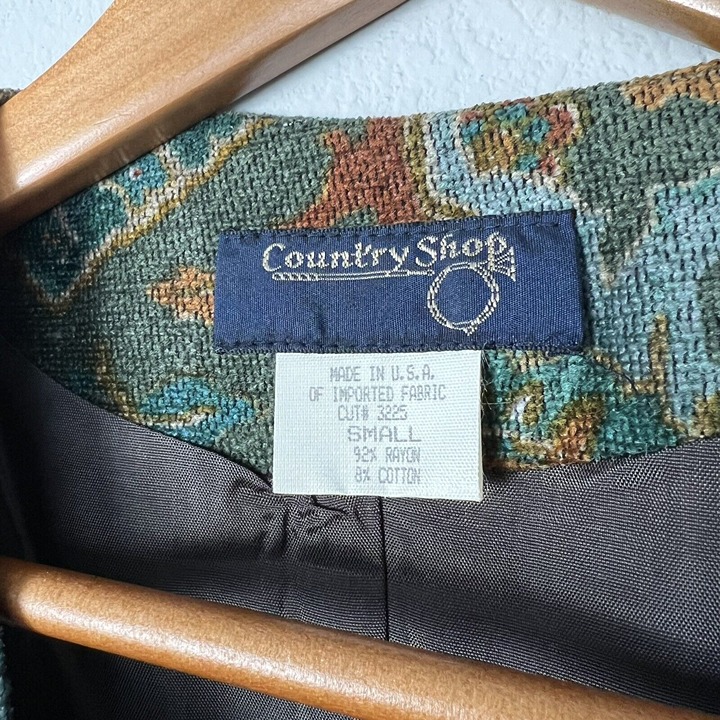 Country Shop
MADE IN U.S.A.
OF IMPORTED FABRIC
CUT# 3225
SMALL
92% RAYON
8% COTTON